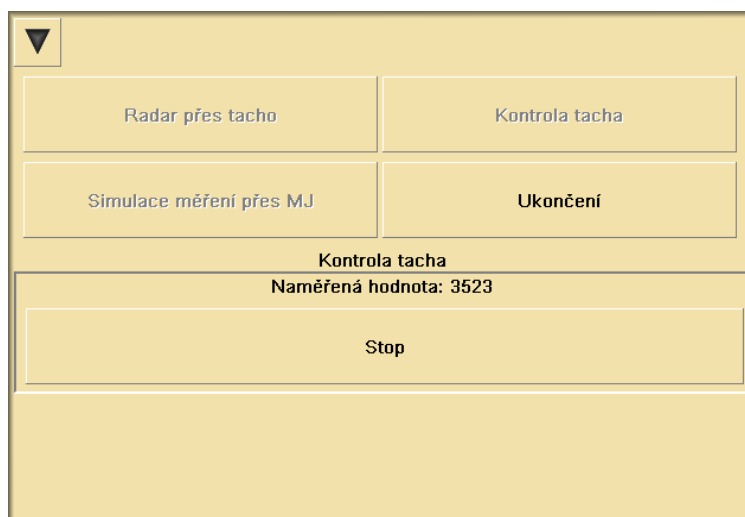 Radar přes tacho
Kontrola tacha
Simulace měření přes MJ
Ukončení
Kontrola tacha
Naměřená hodnota: 3523
Stop